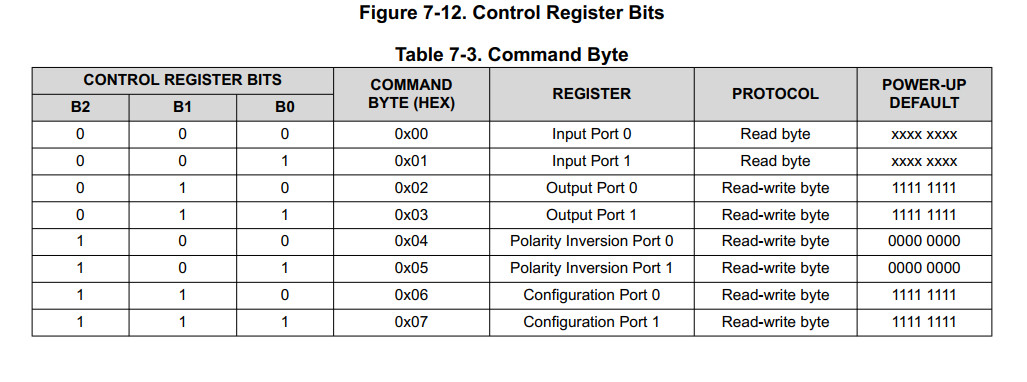 Figure 7-12. Control Register Bits
Table 7-3. Command Byte
CONTROL REGISTER BITS COMMAND BYTE (HEX) REGISTER PROTOCOL POWER-UP DEFAULT
B2 B1 B0
0 0 0 0x00 Input Port 0 Read byte xxxx xxxx
0 0 1 0x01 Input Port 1 Read byte xxxx xxxx
0 1 0 0x02 Output Port 0 Read-write byte 1111 1111
0 1 1 0x03 Output Port 1 Read-write byte 1111 1111
1 0 0 0x04 Polarity Inversion Port 0 Read-write byte 0000 0000
1 0 1 0x05 Polarity Inversion Port 1 Read-write byte 0000 0000
1 1 0 0x06 Configuration Port 0 Read-write byte 1111 1111
1 1 1 0x07 Configuration Port 1 Read-write byte 1111 1111